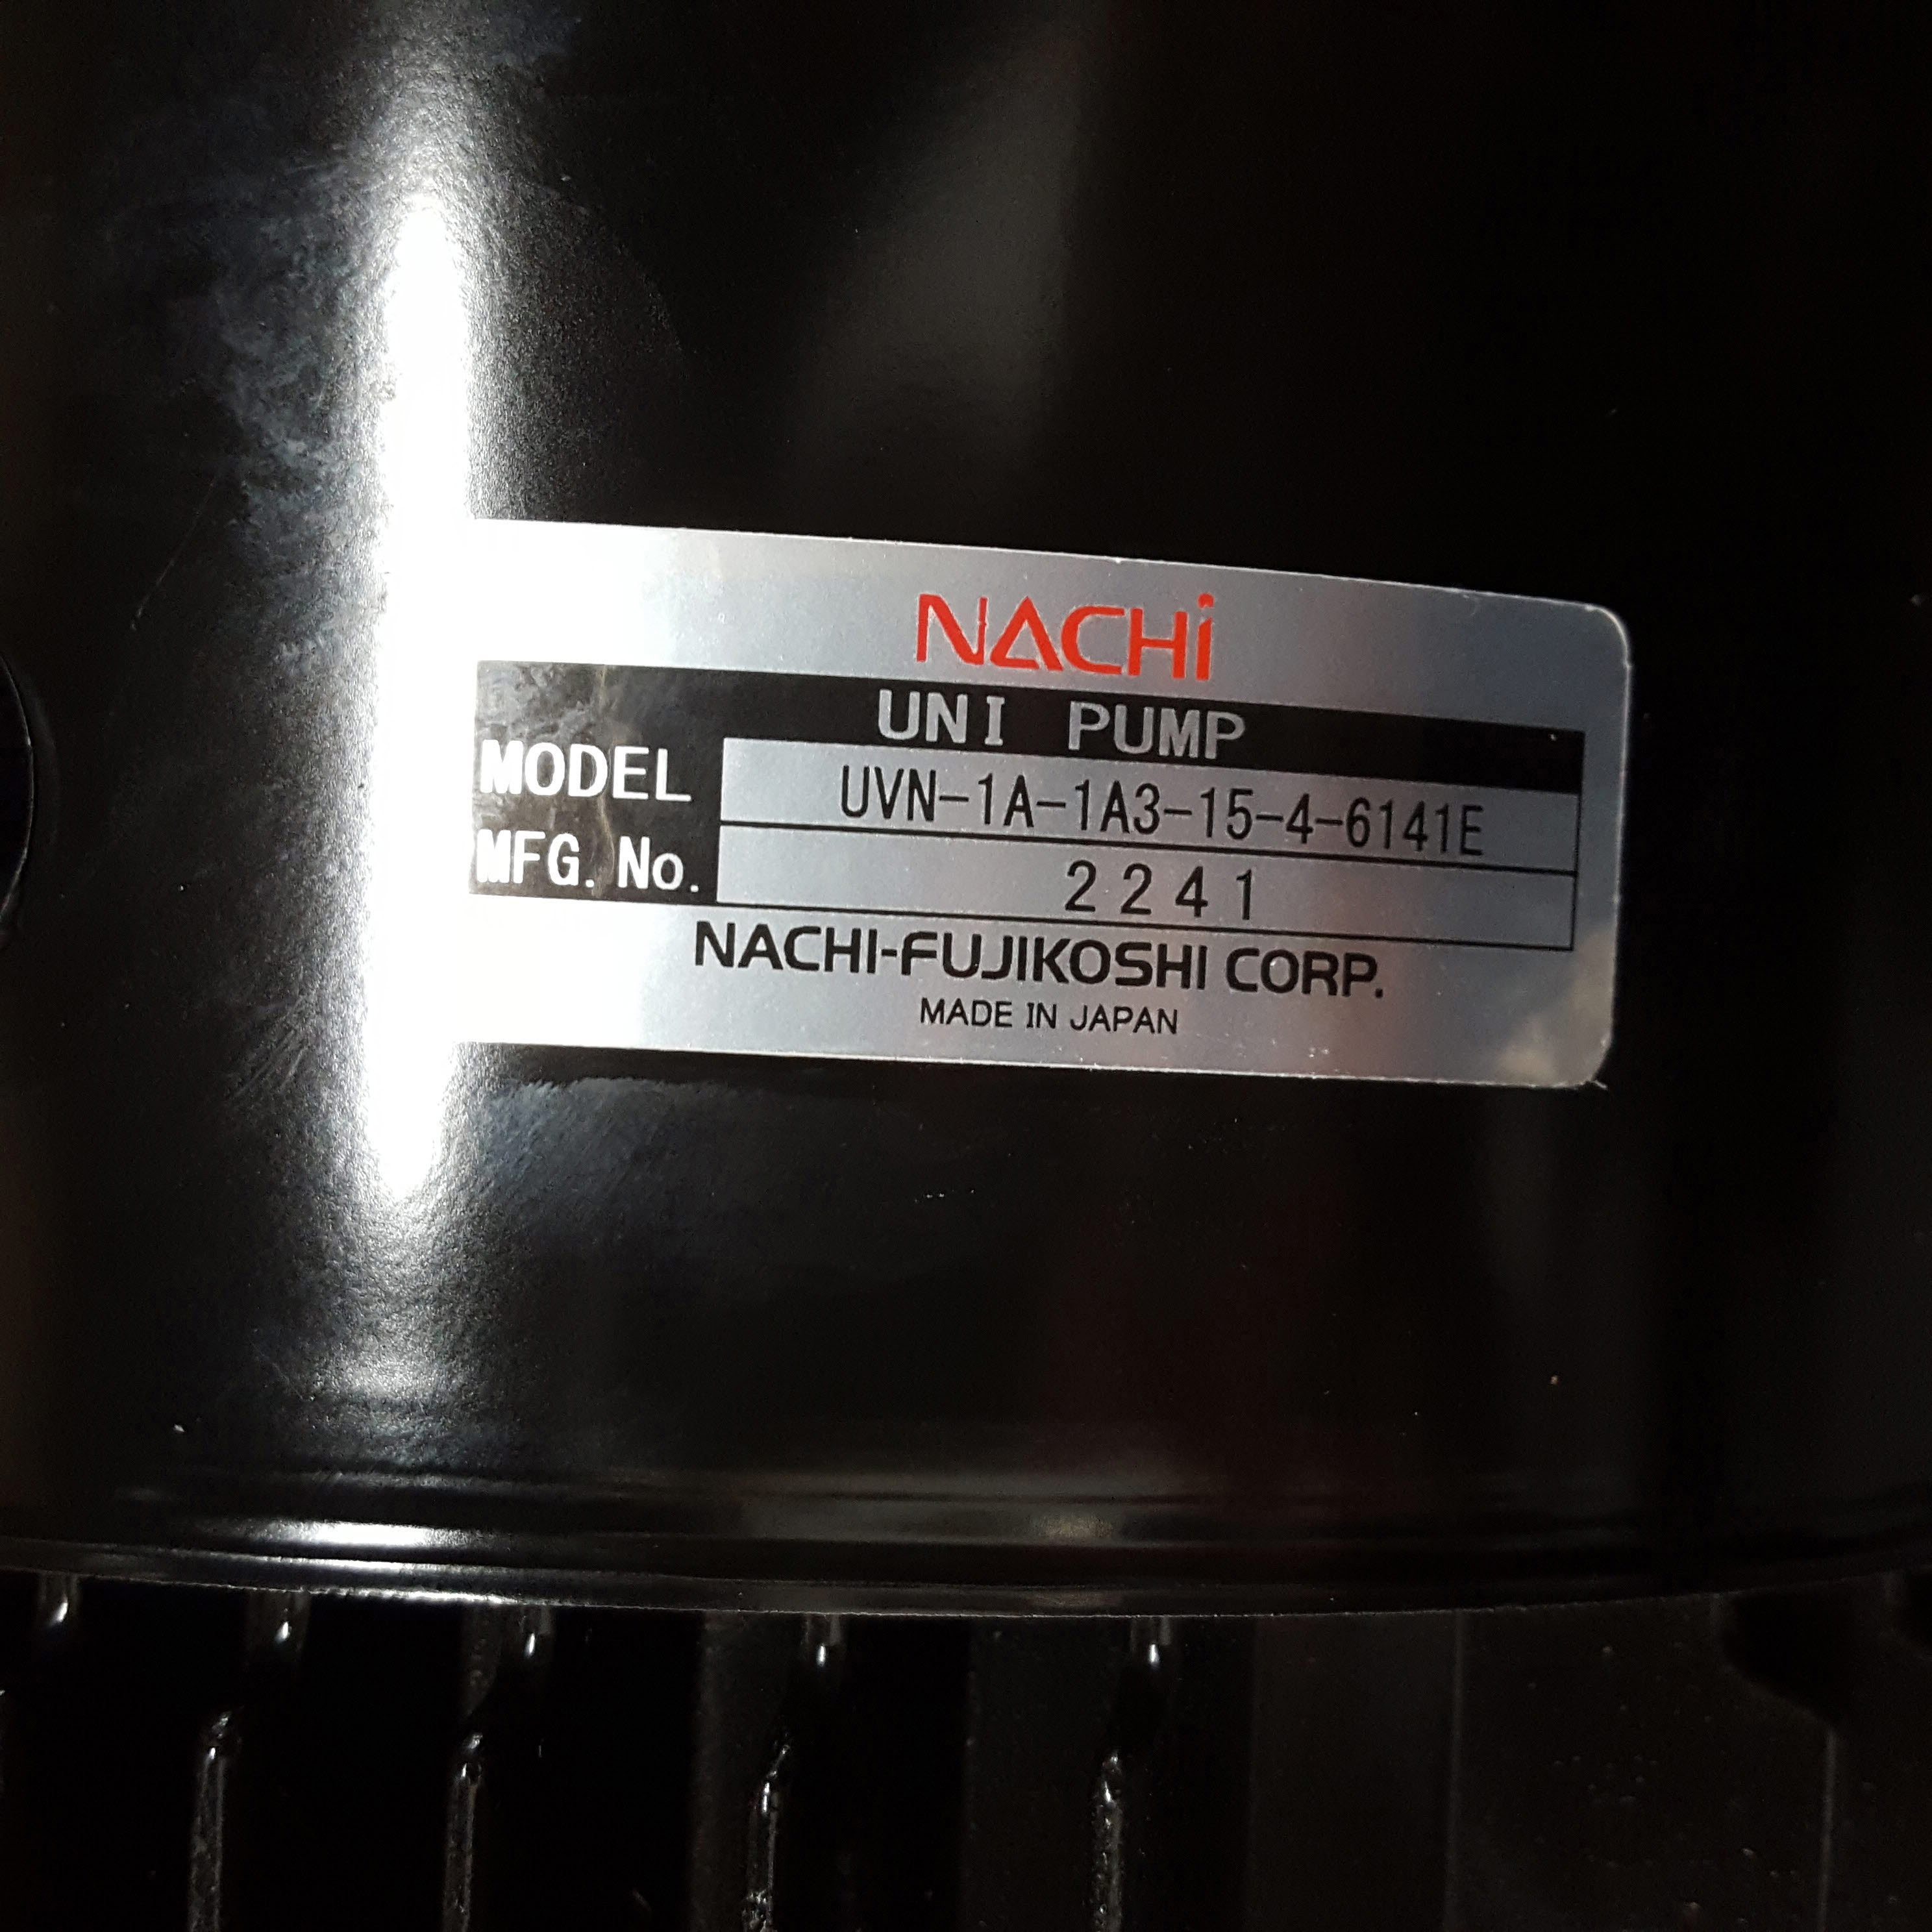 NACHi
UNI PUMP
MODEL UVN-1A-1A3-15-4-6141E
MFG. No. 2241
NACHI-FUJIKOSHI CORP.
MADE IN JAPAN